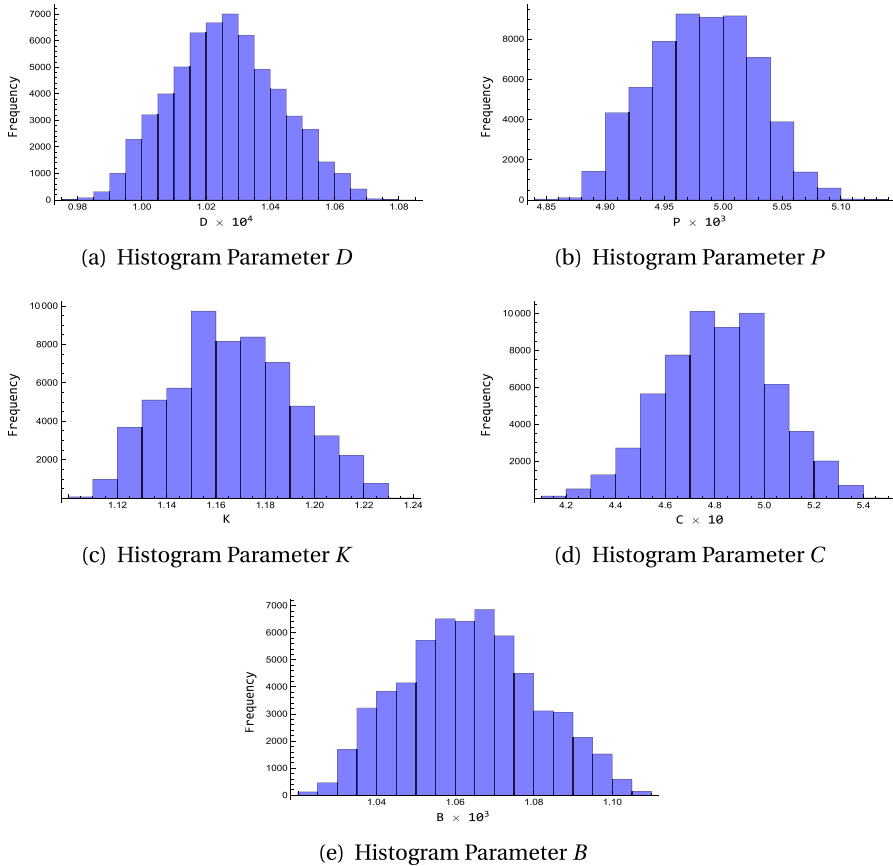 7000
6000
5000
4000
3000
2000
1000
0
Frequency
0.98 1.00 1.02 1.04 1.06 1.08
D × 10⁴
(a) Histogram Parameter D
8000
6000
4000
2000
0
Frequency
4.85 4.90 4.95 5.00 5.05 5.10
P × 10³
(b) Histogram Parameter P
10000
8000
6000
4000
2000
Frequency
1.12 1.14 1.16 1.18 1.20 1.22 1.24
K
(c) Histogram Parameter K
10000
8000
6000
4000
2000
Frequency
4.2 4.4 4.6 4.8 5.0 5.2 5.4
C × 10
(d) Histogram Parameter C
7000
6000
5000
4000
3000
2000
1000
0
Frequency
1.04 1.06 1.08 1.10
B × 10³
(e) Histogram Parameter B